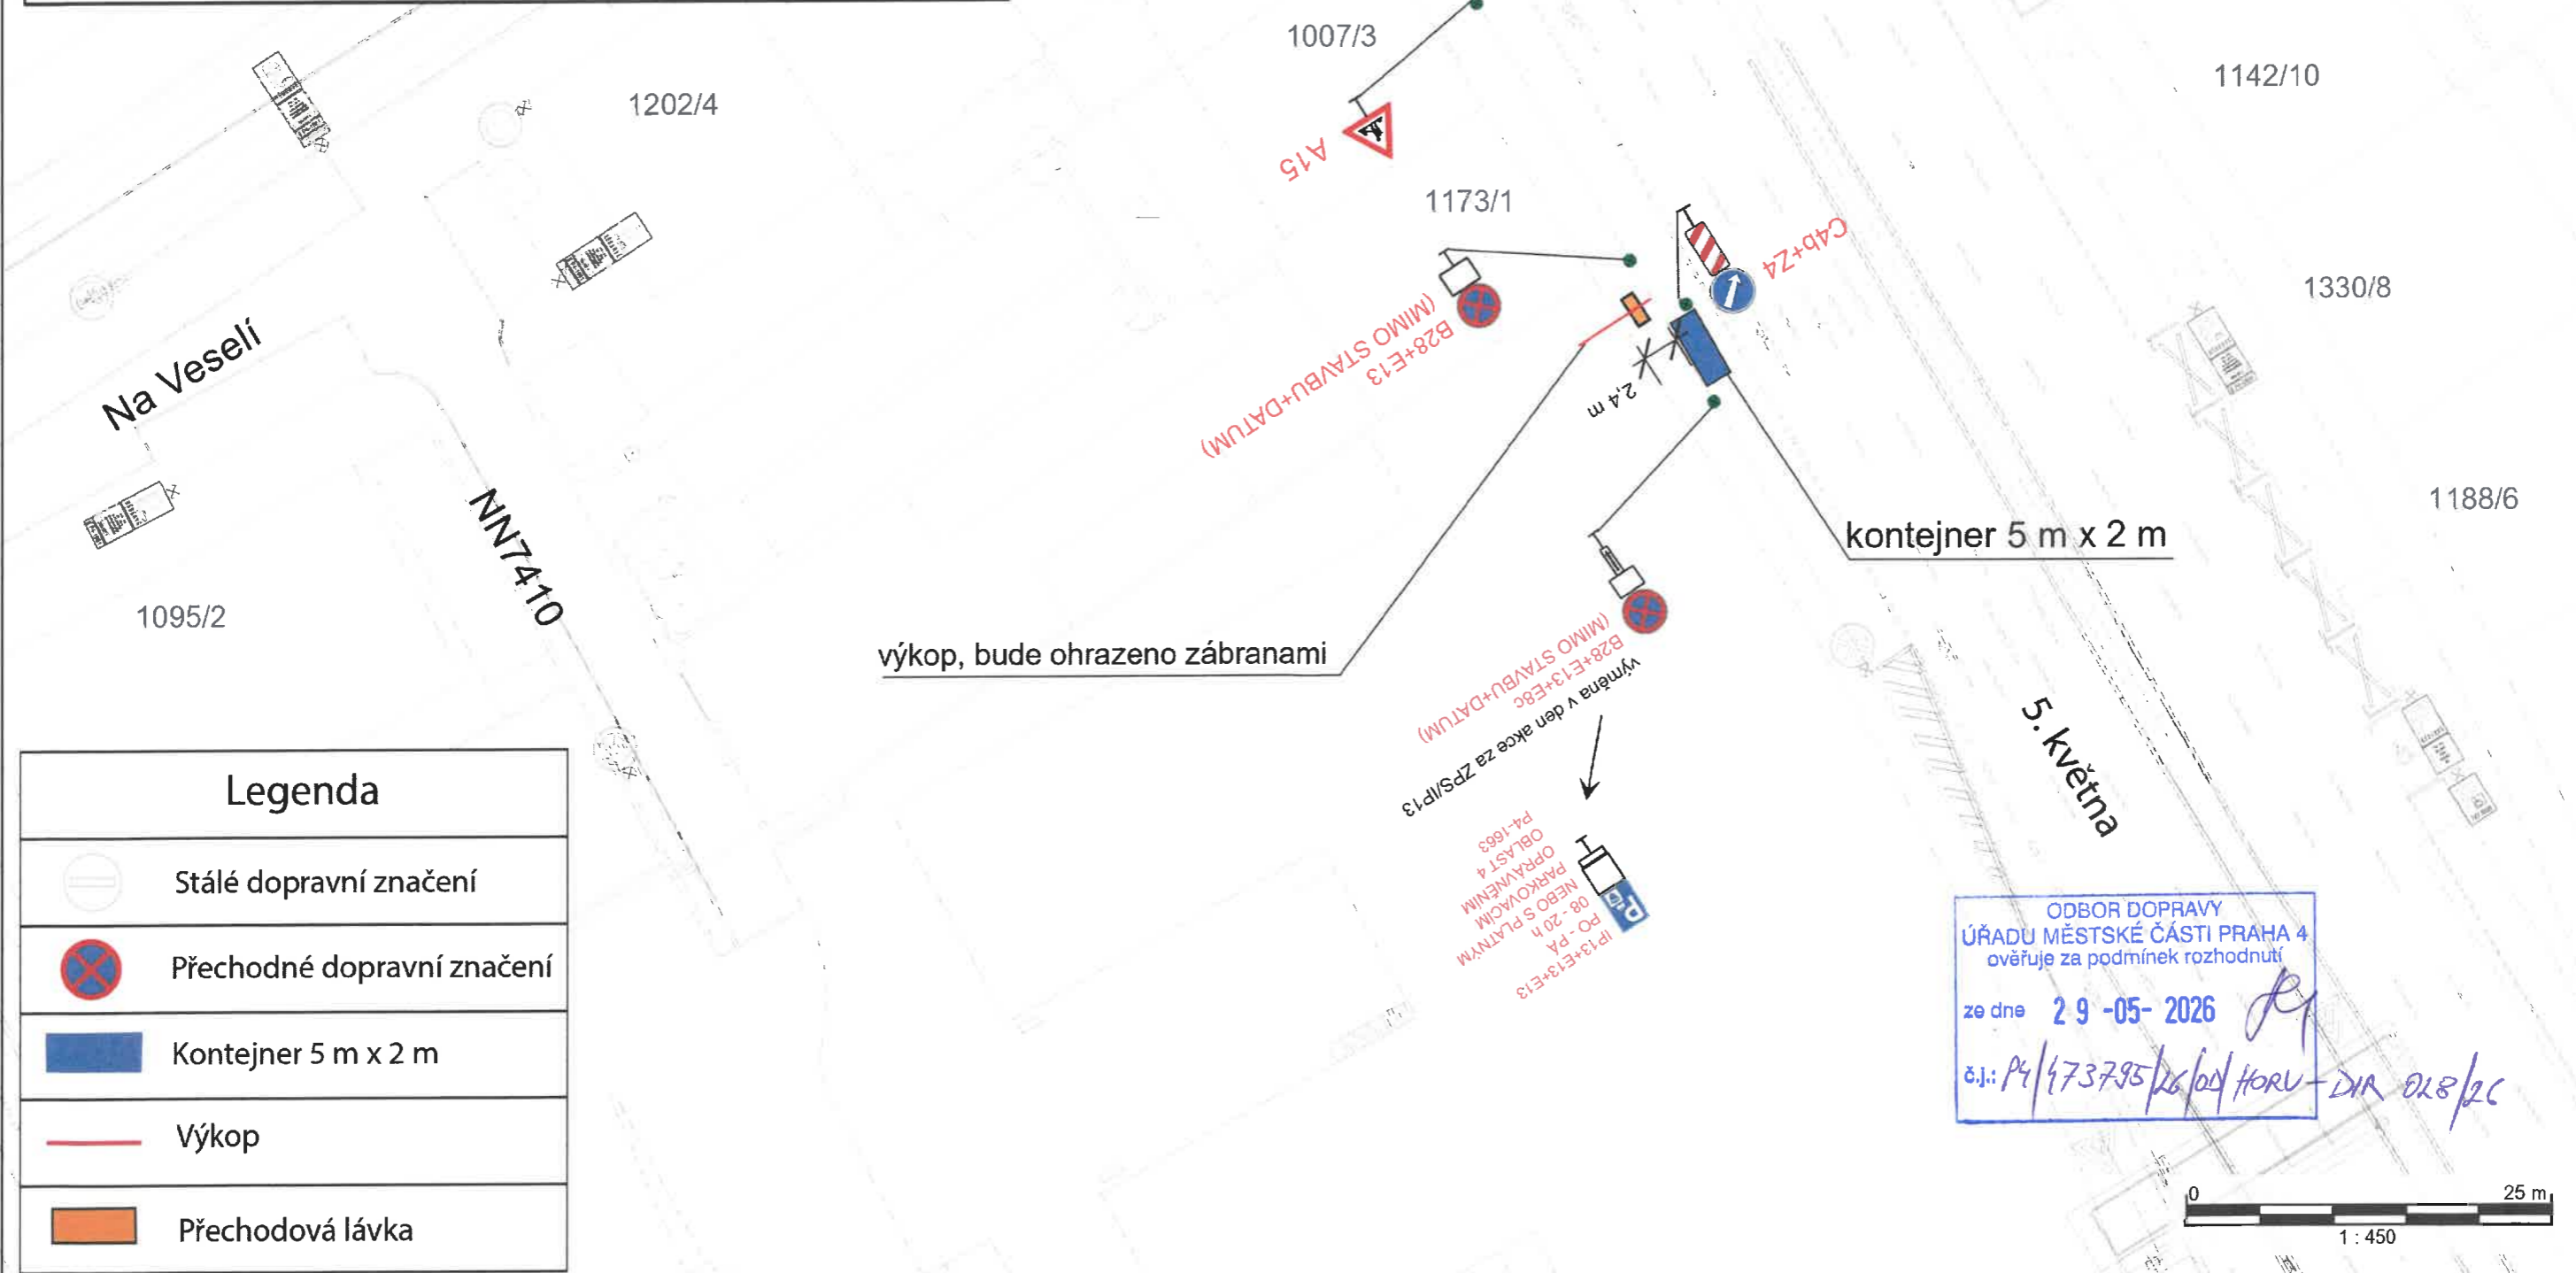 1007/3
1142/10
1202/4
A15
1173/1
C4b+Z4
1330/8
B28+E13
(MIMO STAVBU+DATUM)
2,4 m
Na Veselí
NN7410
1188/6
kontejner 5 m x 2 m
1095/2
výkop, bude ohrazeno zábranami
B28+E13+E8c
(MIMO STAVBU+DATUM)
výměna v den akce za ZPS/IP13
5. května
IP13+E13+E13
PO - PÁ
08 - 20 h
NEBO S PLATNÝM
PARKOVACÍM
OPRÁVNĚNÍM
OBLAST 4
P4-1663
Legenda
Stálé dopravní značení
Přechodné dopravní značení
Kontejner 5 m x 2 m
Výkop
Přechodová lávka
ODBOR DOPRAVY
ÚŘADU MĚSTSKÉ ČÁSTI PRAHA 4
ověřuje za podmínek rozhodnutí
ze dne 29 -05- 2026
č.j.: P4/473795/26/OD/HORV - DIR 028/26
0 25 m
1 : 450